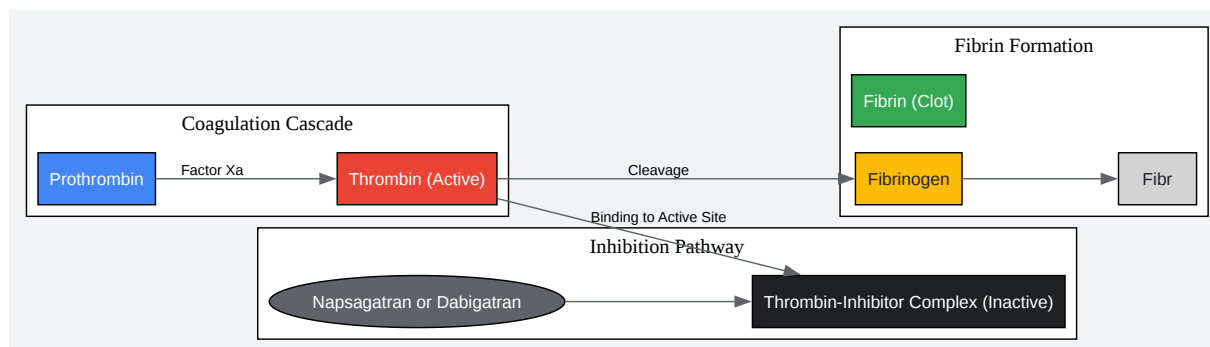 Fibrin Formation
Fibrin (Clot)
Coagulation Cascade
Prothrombin
Factor Xa
Thrombin (Active)
Cleavage
Fibrinogen
Fibr
Binding to Active Site
Inhibition Pathway
Napsagatran or Dabigatran
Thrombin-Inhibitor Complex (Inactive)